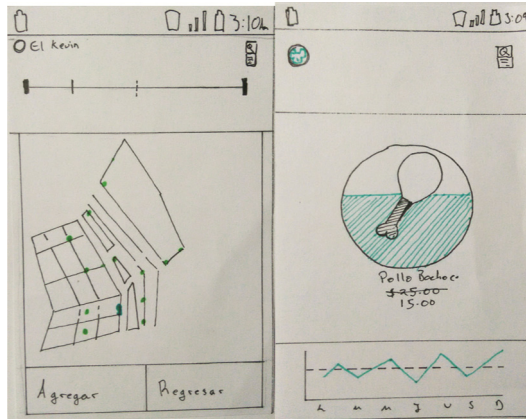 3:10
El Kevin
Agregar
Regresar
3:09
Pollo Bachoco
$25.00
15.00
L M M J V S D